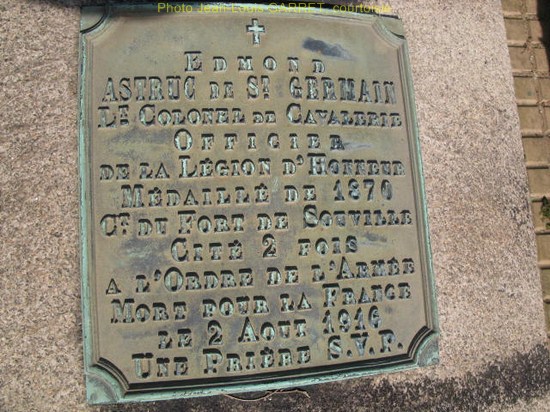 Photo Jean-Louis GARRET, courtoisie
EDMOND
ASTRUC DE ST GERMAIN
LT COLONEL DE CAVALERIE
OFFICIER
DE LA LÉGION D'HONNEUR
MÉDAILLÉ DE 1870
CT DU FORT DE SOUVILLE
CITÉ 2 FOIS
A L'ORDRE DE L'ARMÉE
MORT POUR LA FRANCE
LE 2 AOUT 1916
UNE PRIÈRE S.V.P.